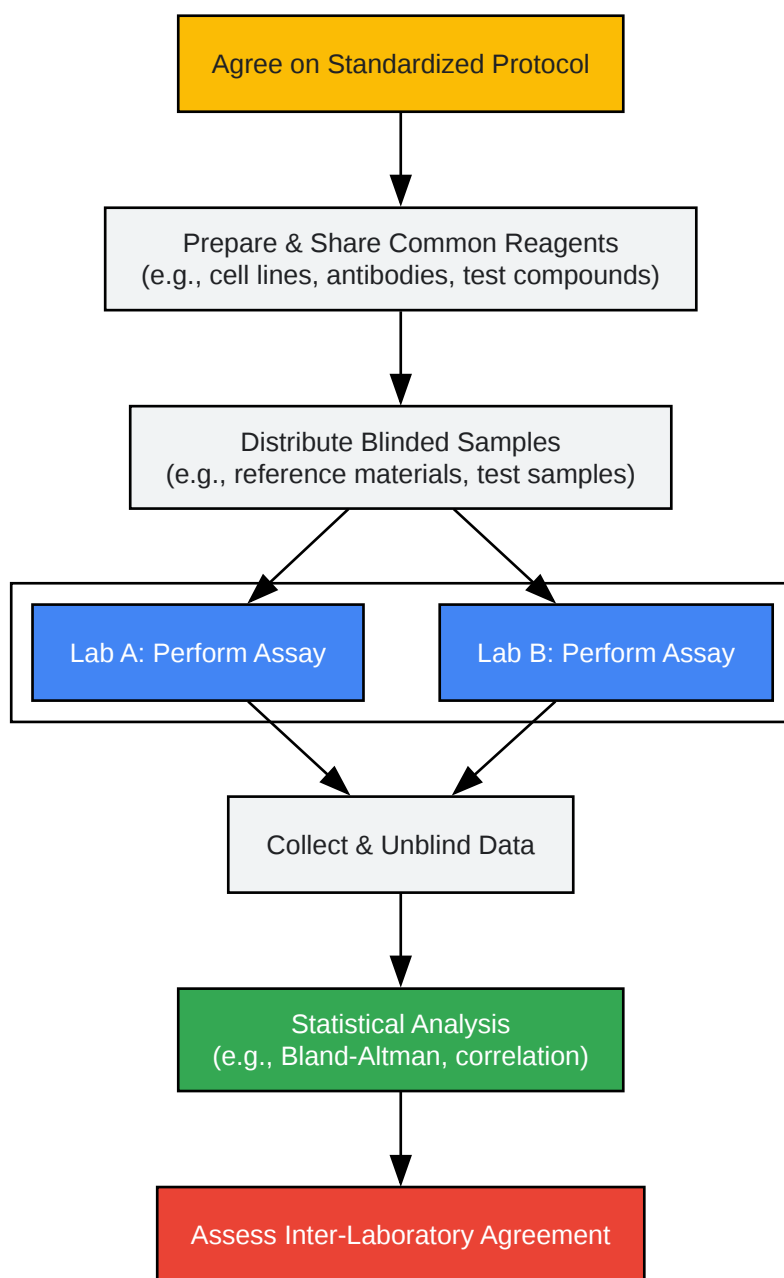 Agree on Standardized Protocol
Prepare & Share Common Reagents
(e.g., cell lines, antibodies, test compounds)
Distribute Blinded Samples
(e.g., reference materials, test samples)
Lab A: Perform Assay
Lab B: Perform Assay
Collect & Unblind Data
Statistical Analysis
(e.g., Bland-Altman, correlation)
Assess Inter-Laboratory Agreement